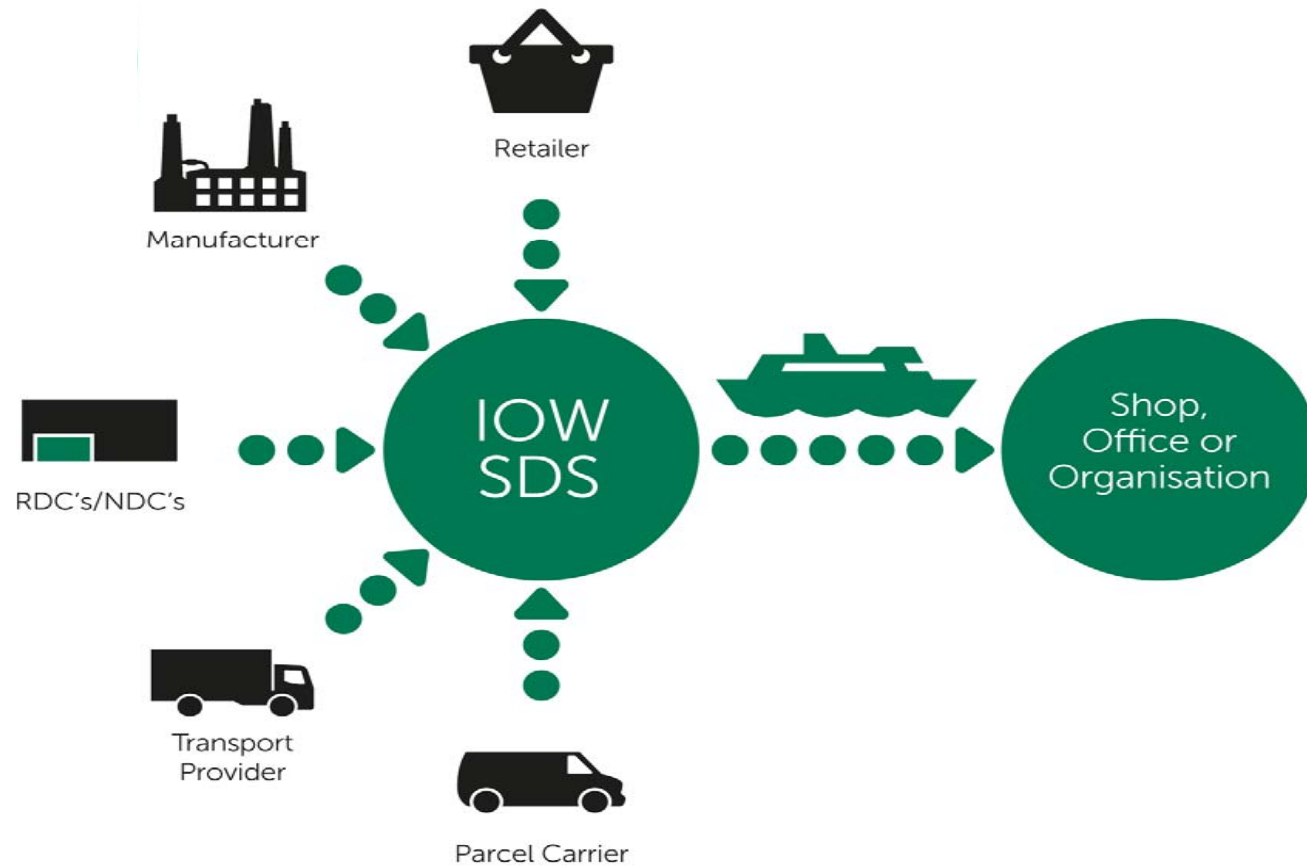 Retailer
Manufacturer
IOW
SDS
Shop,
Office or
Organisation
RDC's/NDC's
Transport
Provider
Parcel Carrier